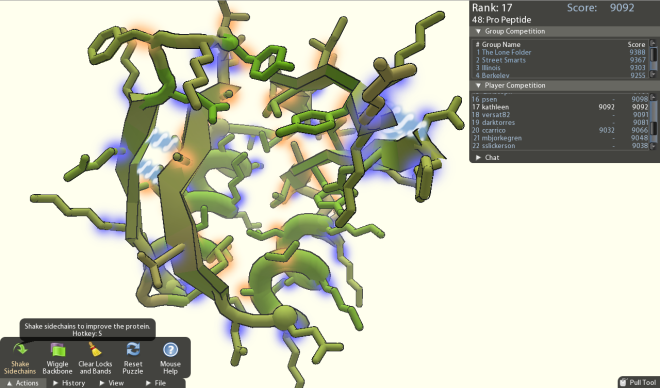 Rank: 17 Score: 9092
48: Pro Peptide
▼ Group Competition
# Group Name Score
1 The Lone Folder 9388
2 Street Smarts 9367
3 Illinois 9303
4 Berkeley 9255
▼ Player Competition
16 psen - 9098
17 kathleen 9092 9092
18 versat82 - 9091
19 darktorres - 9081
20 ccarrico 9032 9066
21 mbjorkegren - 9048
22 sslickerson - 9038
▶ Chat
Shake sidechains to improve the protein.
Hotkey: S
Shake Sidechains
Wiggle Backbone
Clear Locks and Bands
Reset Puzzle
Mouse Help
▲ Actions ▶ History ▶ View ▶ File
Pull Tool